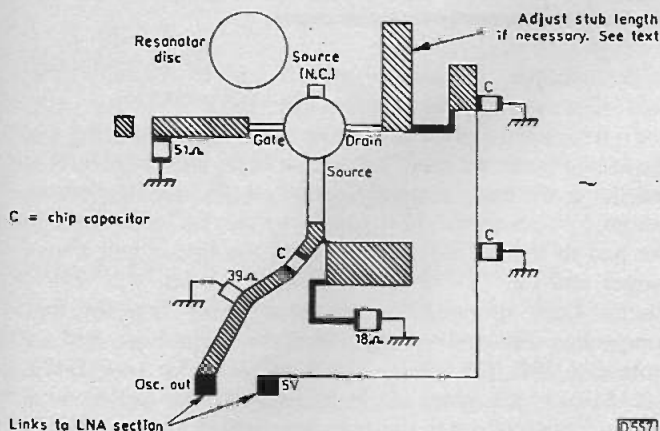 Adjust stub length
if necessary. See text
Resonator
disc
Source
(N.C.)
C
Gate
Drain
51Ω
Source
C = chip capacitor
C
C
39Ω
18Ω
Osc. out
5V
Links to LNA section
D557